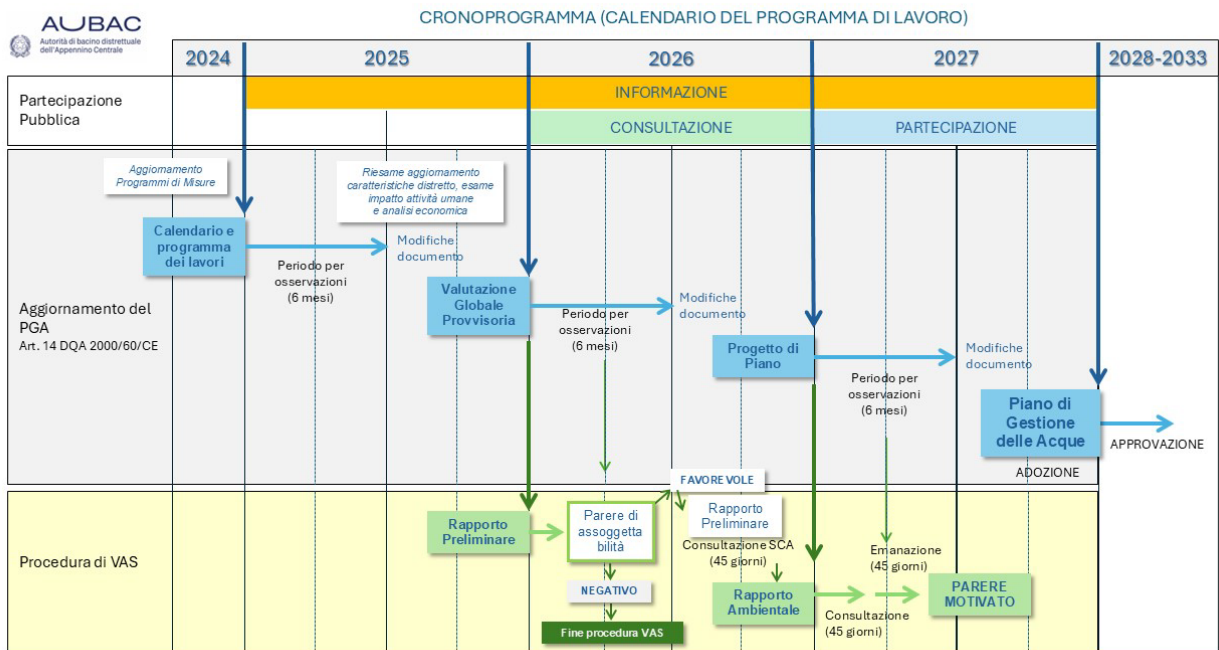 CRONOPROGRAMMA (CALENDARIO DEL PROGRAMMA DI LAVORO)
AUBAC
Autorità di bacino distrettuale
dell'Appennino Centrale
2024
2025
2026
2027
2028-2033
Partecipazione
Pubblica
INFORMAZIONE
CONSULTAZIONE
PARTECIPAZIONE
Aggiornamento
Programmi di Misure
Riesame aggiornamento
caratteristiche distretto, esame
impatto attività umane
e analisi economica
Calendario e
programma
dei lavori
Modifiche
documento
Periodo per
osservazioni
(6 mesi)
Valutazione
Globale
Provvisoria
Modifiche
documento
Periodo per
osservazioni
(6 mesi)
Aggiornamento del
PGA
Art. 14 DQA 2000/60/CE
Progetto di
Piano
Modifiche
documento
Periodo per
osservazioni
(6 mesi)
Piano di
Gestione
delle Acque
APPROVAZIONE
ADOZIONE
FAVOREVOLE
Rapporto
Preliminare
Parere di
assoggetta
bilità
Rapporto
Preliminare
Consultazione SCA
(45 giorni)
Emanazione
(45 giorni)
Procedura di VAS
NEGATIVO
Rapporto
Ambientale
PARERE
MOTIVATO
Consultazione
(45 giorni)
Fine procedura VAS